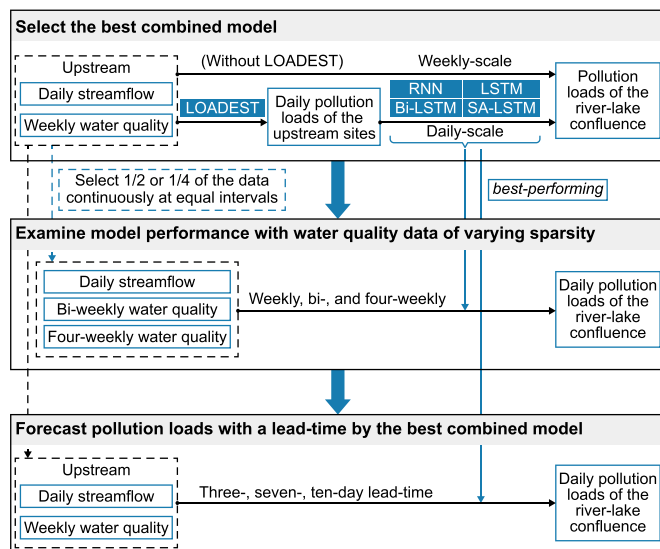 Select the best combined model
Upstream
Daily streamflow
Weekly water quality
(Without LOADEST)
Weekly-scale
LOADEST
Daily pollution
loads of the
upstream sites
RNN
LSTM
Bi-LSTM
SA-LSTM
Daily-scale
Pollution
loads of the
river-lake
confluence
Select 1/2 or 1/4 of the data
continuously at equal intervals
best-performing
Examine model performance with water quality data of varying sparsity
Daily streamflow
Bi-weekly water quality
Four-weekly water quality
Weekly, bi-, and four-weekly
Daily pollution
loads of the
river-lake
confluence
Forecast pollution loads with a lead-time by the best combined model
Upstream
Daily streamflow
Weekly water quality
Three-, seven-, ten-day lead-time
Daily pollution
loads of the
river-lake
confluence